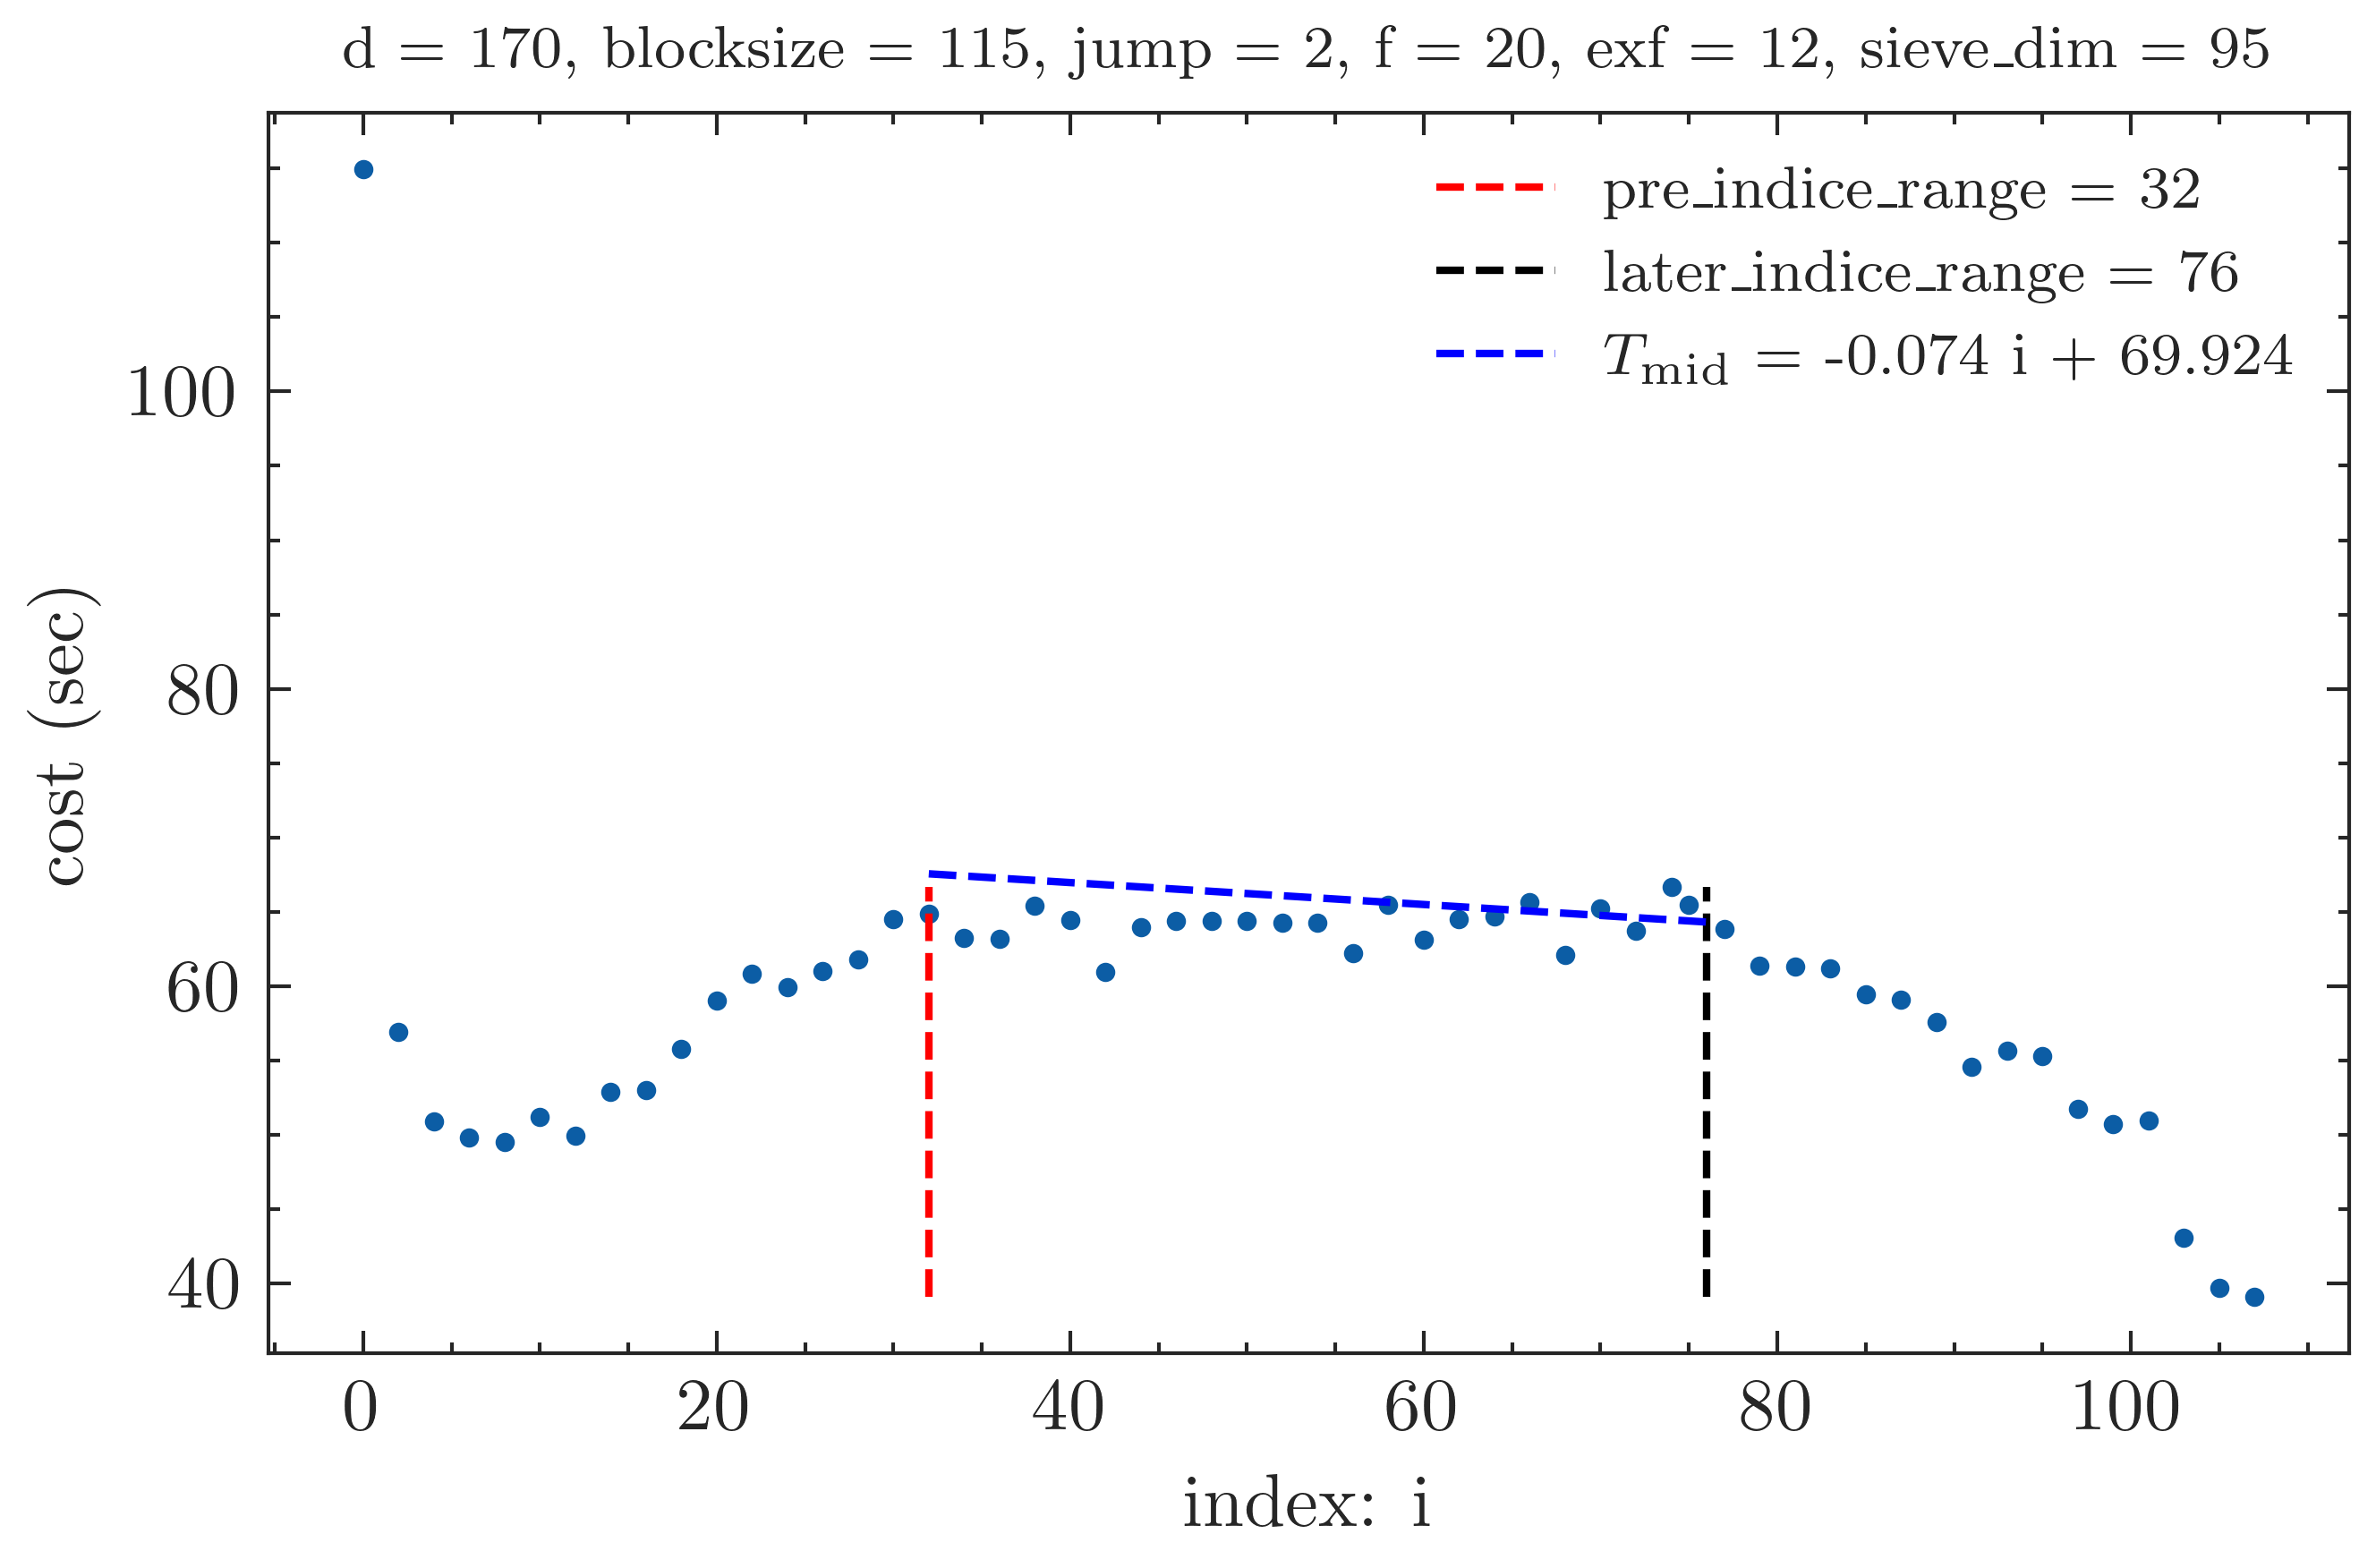 d = 170, blocksize = 115, jump = 2, f = 20, exf = 12, sieve_dim = 95
pre_indice_range = 32
later_indice_range = 76
T_mid = -0.074 i + 69.924
100
80
60
40
cost (sec)
0 20 40 60 80 100
index: i